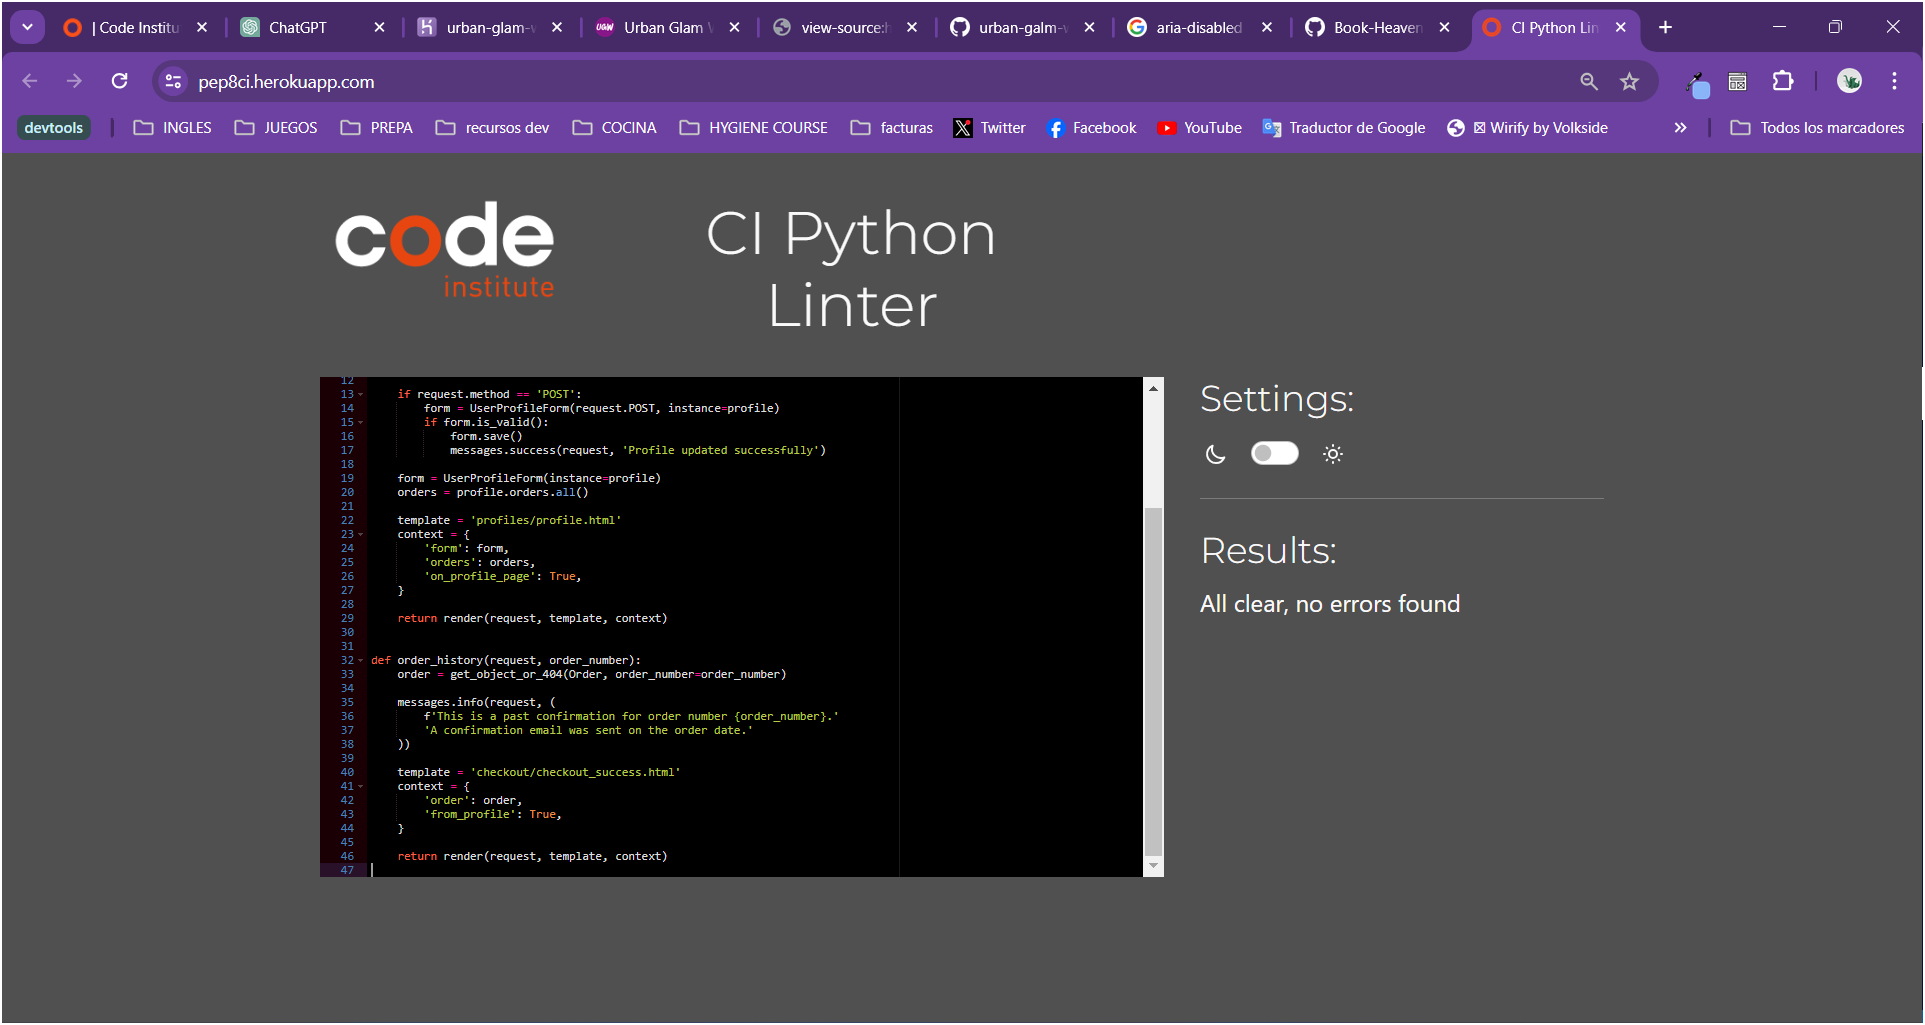 | Code Institu
ChatGPT
urban-glam-w
Urban Glam W
view-source:h
urban-galm-w
aria-disabled
Book-Heaven
CI Python Lin
pep8ci.herokuapp.com
devtools
INGLES
JUEGOS
PREPA
recursos dev
COCINA
HYGIENE COURSE
facturas
Twitter
Facebook
YouTube
Traductor de Google
Wirify by Volkside
Todos los marcadores
code
institute
CI Python
Linter
12
13 if request.method == 'POST':
14 form = UserProfileForm(request.POST, instance=profile)
15 if form.is_valid():
16 form.save()
17 messages.success(request, 'Profile updated successfully')
18
19 form = UserProfileForm(instance=profile)
20 orders = profile.orders.all()
21
22 template = 'profiles/profile.html'
23 context = {
24 'form': form,
25 'orders': orders,
26 'on_profile_page': True,
27 }
28
29 return render(request, template, context)
30
31
32 def order_history(request, order_number):
33 order = get_object_or_404(Order, order_number=order_number)
34
35 messages.info(request, (
36 f'This is a past confirmation for order number {order_number}.'
37 'A confirmation email was sent on the order date.'
38 ))
39
40 template = 'checkout/checkout_success.html'
41 context = {
42 'order': order,
43 'from_profile': True,
44 }
45
46 return render(request, template, context)
47
Settings:
Results:
All clear, no errors found